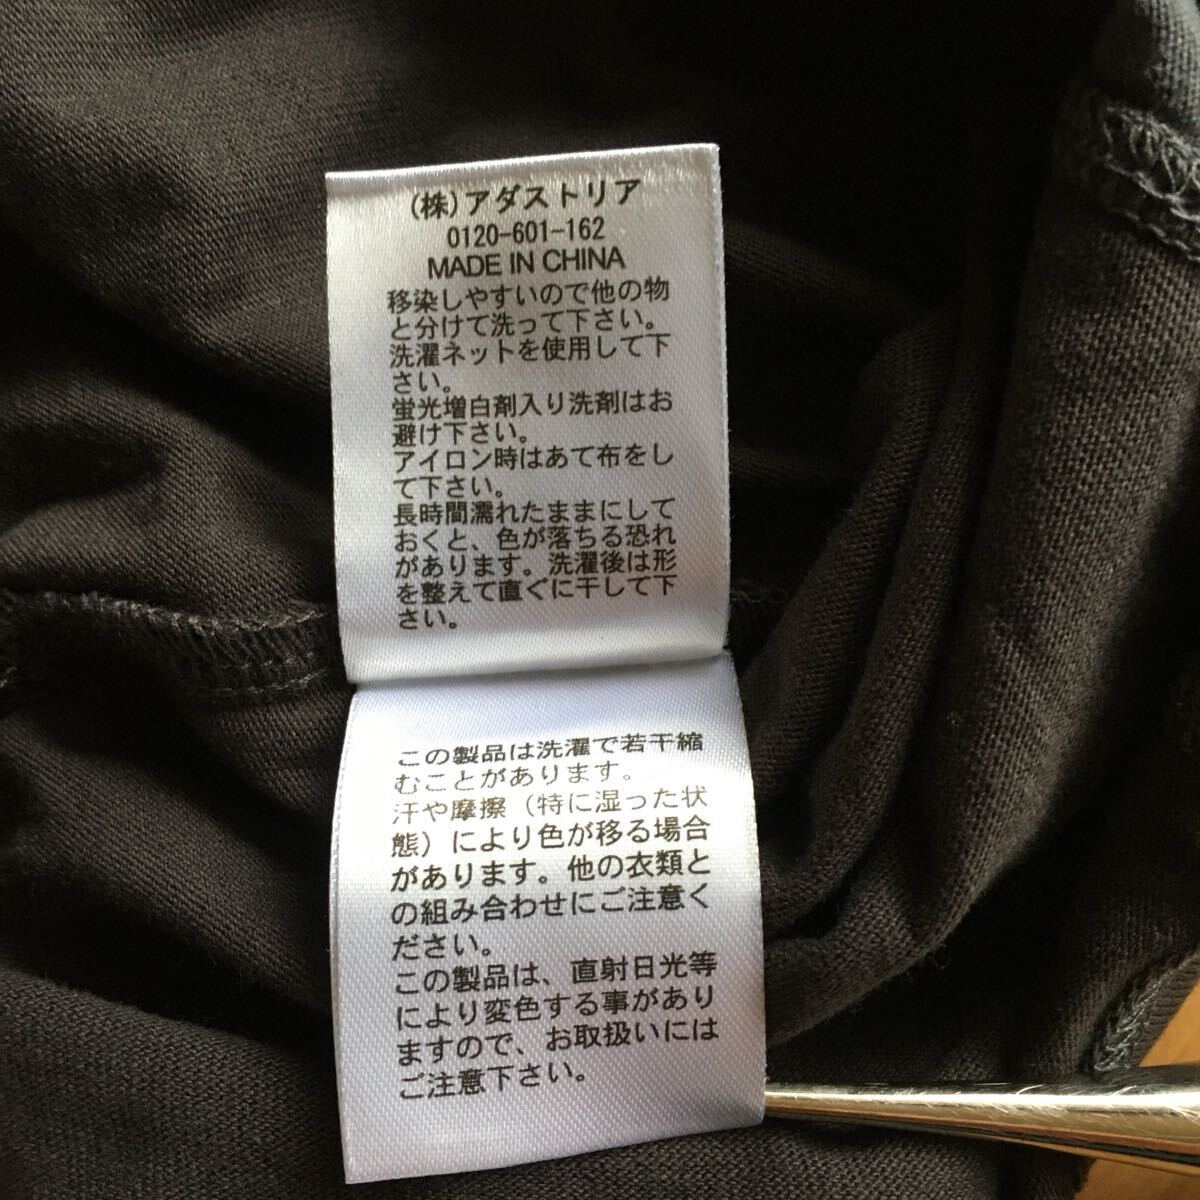 (株)アダストリア
0120-601-162
MADE IN CHINA
移染しやすいので他の物
と分けて洗って下さい。
洗濯ネットを使用して下
さい。
蛍光増白剤入り洗剤はお
避け下さい。
アイロン時はあて布をし
て下さい。
長時間濡れたままにして
おくと、色が落ちる恐れ
があります。洗濯後は形
を整えて直ぐに干して下
さい。
この製品は洗濯で若干縮
むことがあります。
汗や摩擦（特に湿った状
態）により色が移る場合
があります。他の衣類と
の組み合わせにご注意く
ださい。
この製品は、直射日光等
により変色する事があり
ますので、お取扱いには
ご注意下さい。